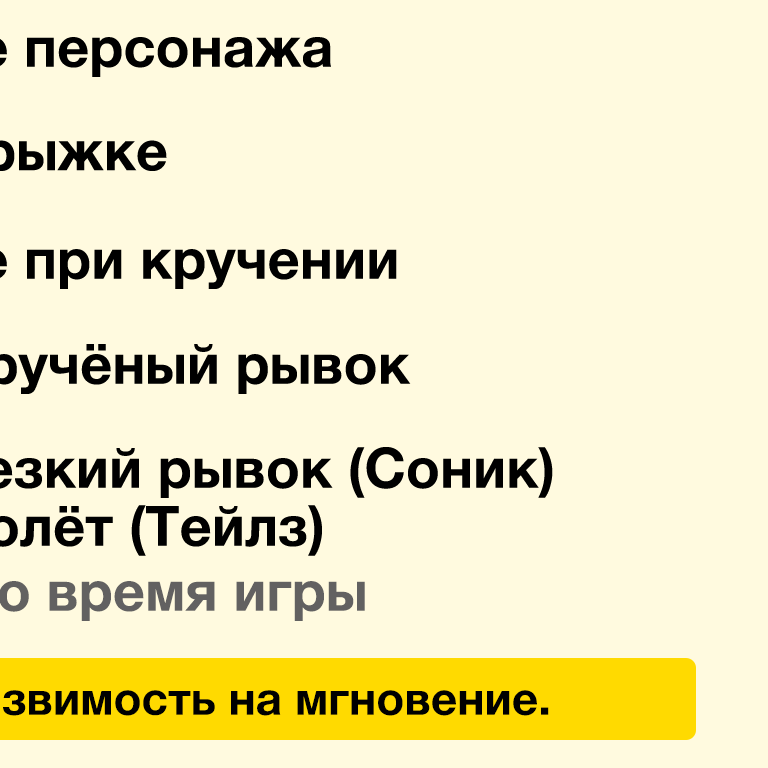 е персонажа
рыжке
е при кручении
ручёный рывок
езкий рывок (Соник)
олёт (Тейлз)
о время игры
звимость на мгновение.